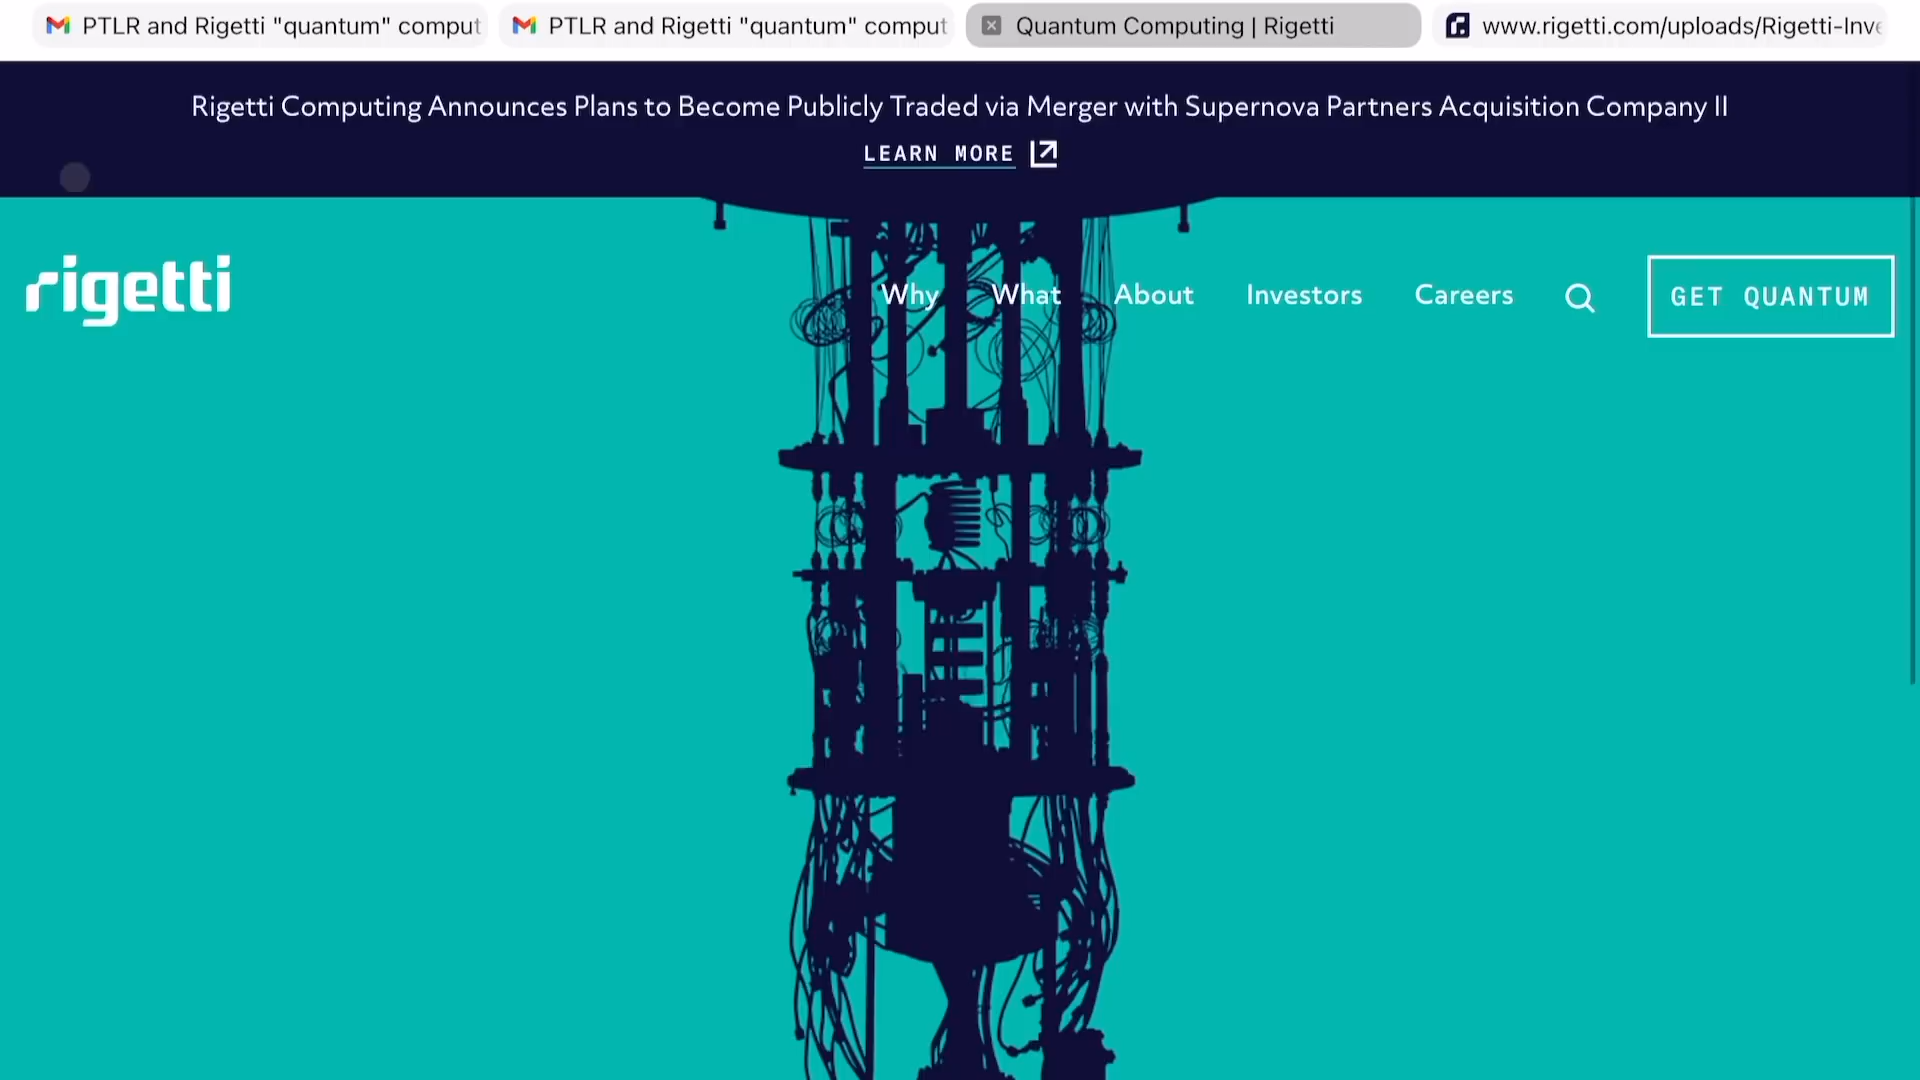 PTLR and Rigetti "quantum" comput
PTLR and Rigetti "quantum" comput
Quantum Computing | Rigetti
www.rigetti.com/uploads/Rigetti-Inve
Rigetti Computing Announces Plans to Become Publicly Traded via Merger with Supernova Partners Acquisition Company II
LEARN MORE
rigetti
Why
What
About
Investors
Careers
GET QUANTUM